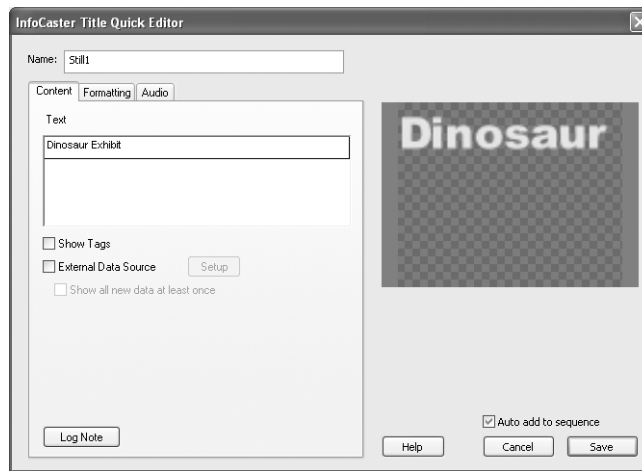 InfoCaster Title Quick Editor
Name: Still1
Content Formatting Audio
Text
Dinosaur Exhibit
Dinosaur
Show Tags
External Data Source Setup
Show all new data at least once
Auto add to sequence
Log Note Help Cancel Save